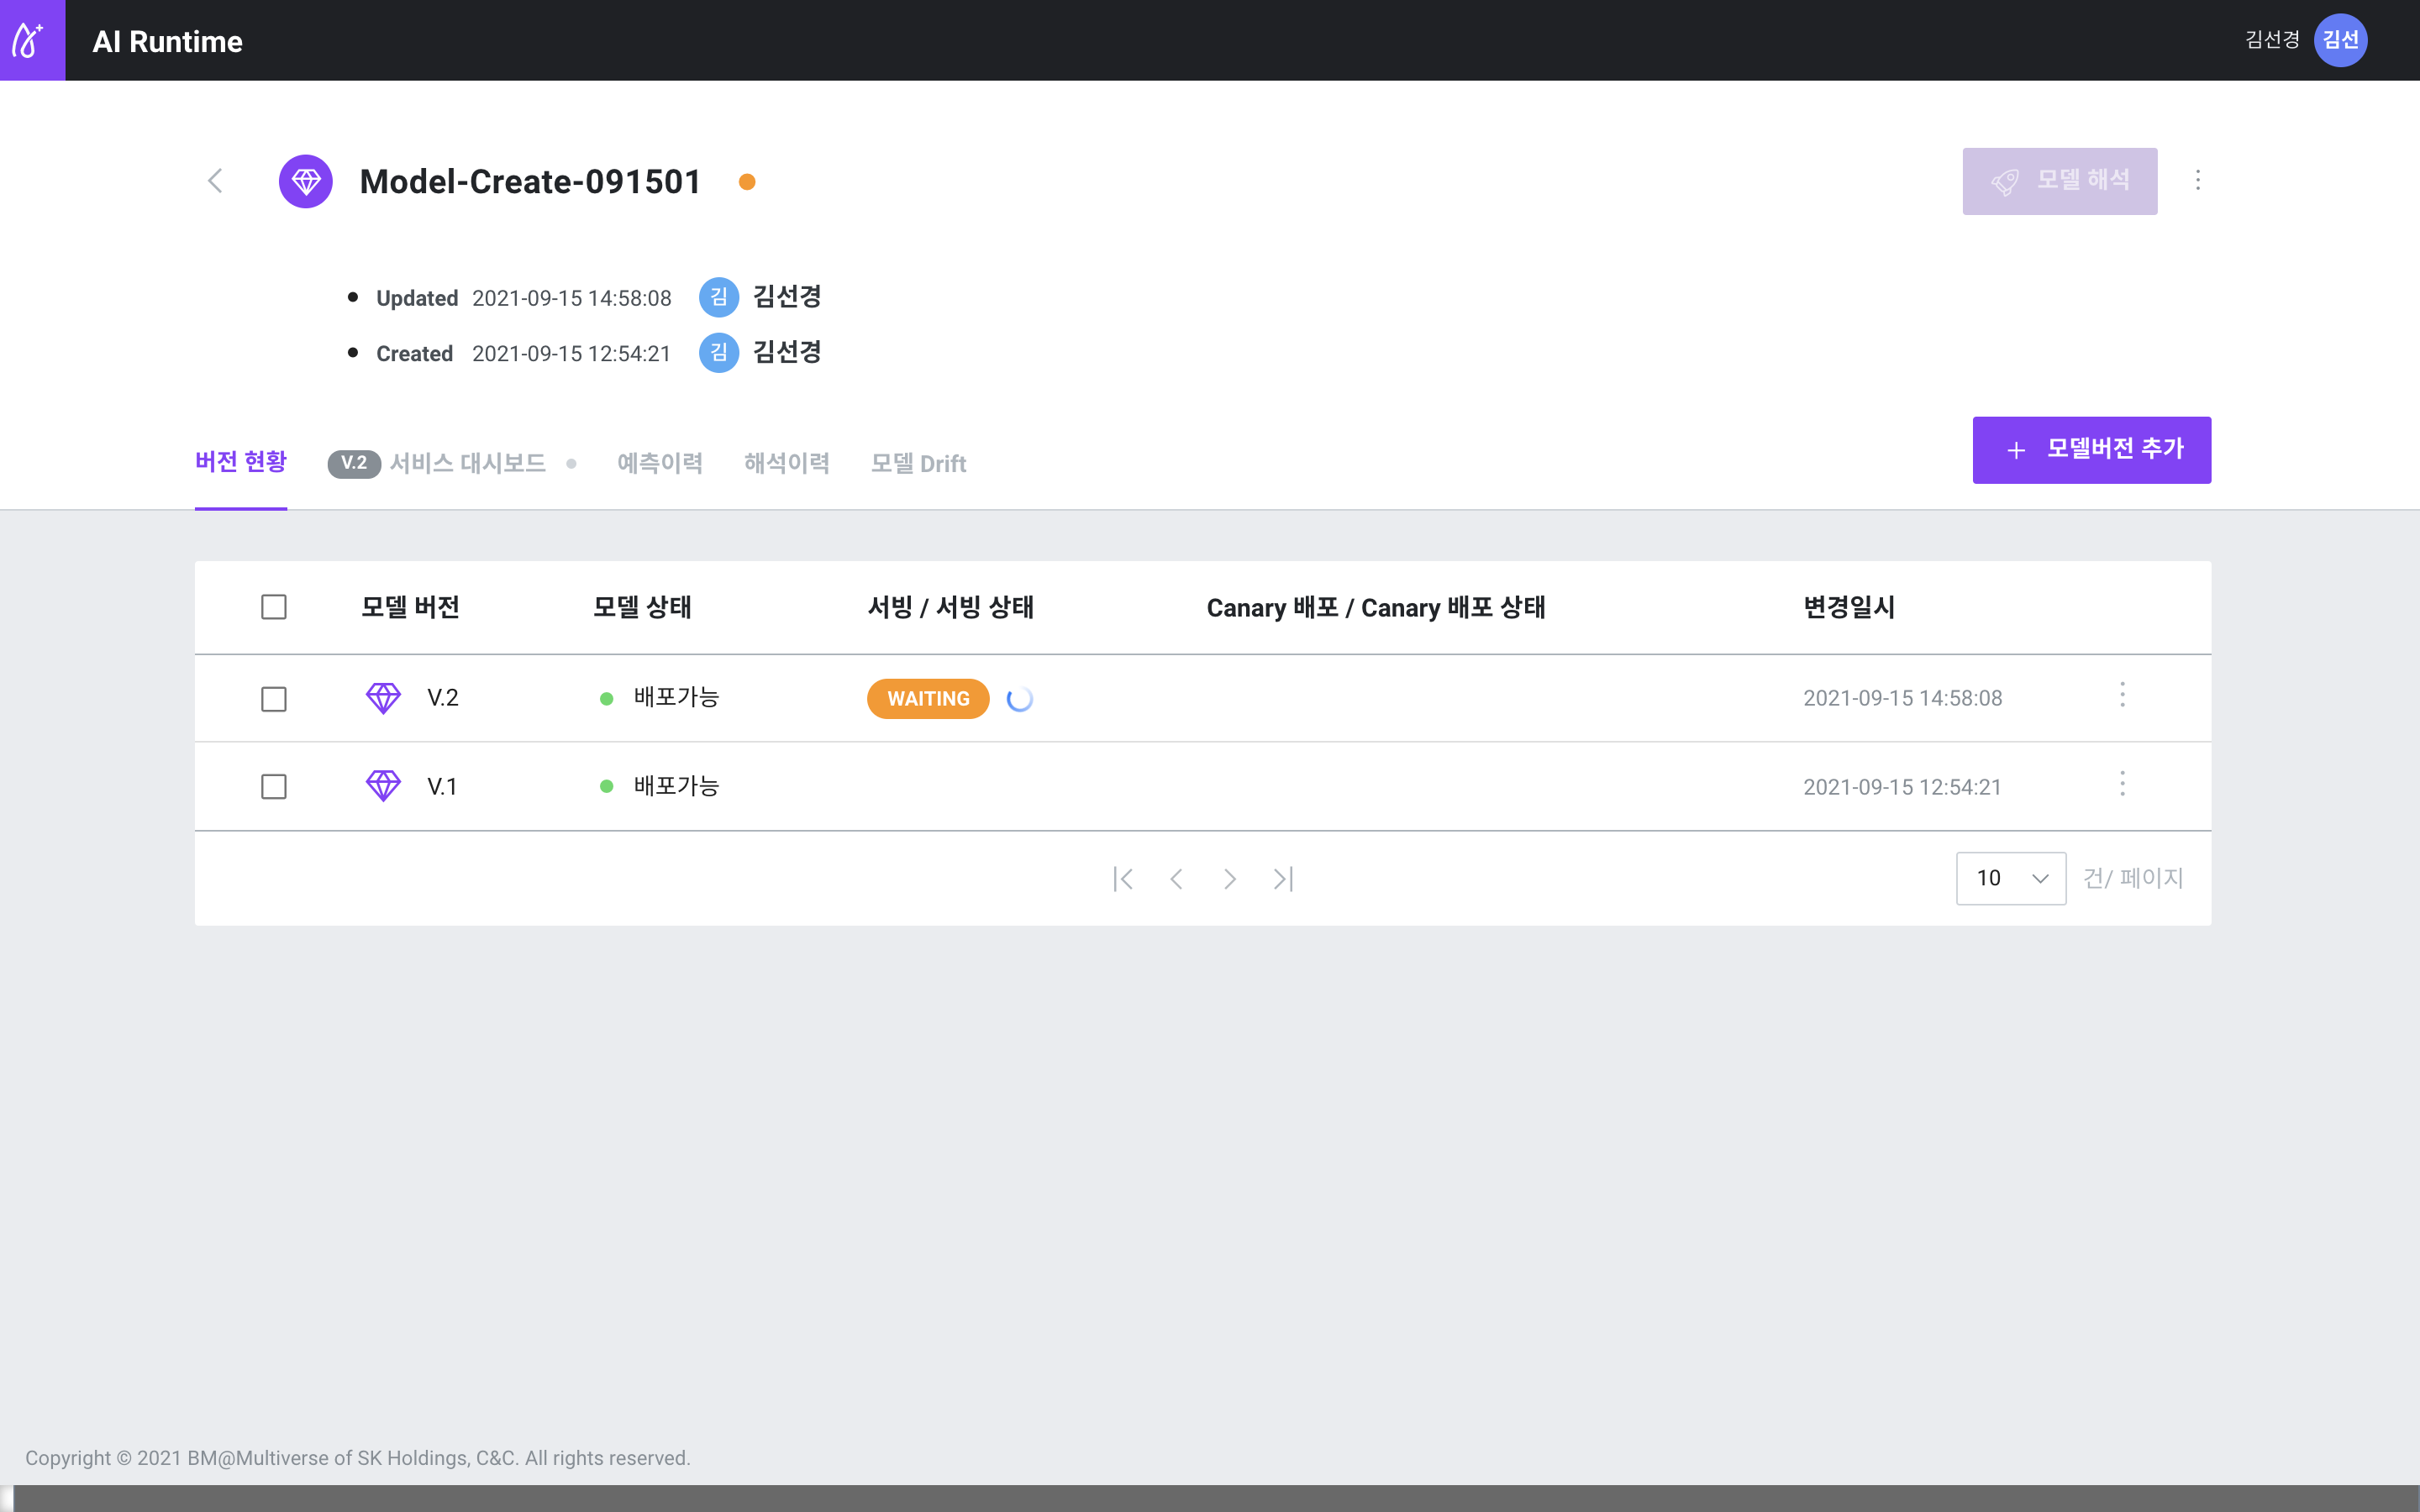 AI Runtime
김선경 김선
Model-Create-091501
모델 해석
Updated 2021-09-15 14:58:08 김 김선경
Created 2021-09-15 12:54:21 김 김선경
버전 현황 V.2 서비스 대시보드 예측이력 해석이력 모델 Drift
+ 모델버전 추가
모델 버전 모델 상태 서빙 / 서빙 상태 Canary 배포 / Canary 배포 상태 변경일시
V.2 배포가능 WAITING 2021-09-15 14:58:08
V.1 배포가능 2021-09-15 12:54:21
10 건/ 페이지
Copyright © 2021 BM@Multiverse of SK Holdings, C&C. All rights reserved.